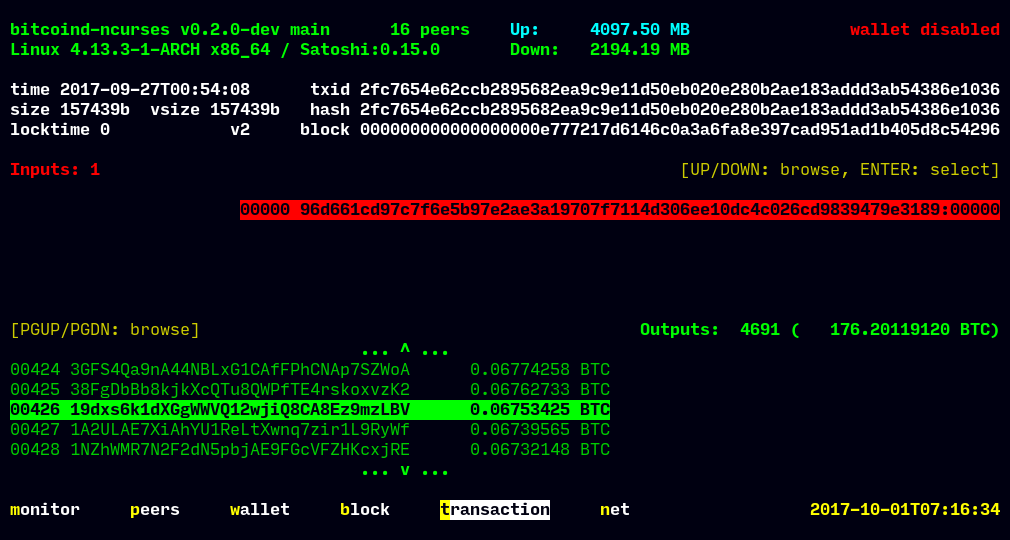 bitcoind-ncurses v0.2.0-dev main 16 peers Up: 4097.50 MB wallet disabled
Linux 4.13.3-1-ARCH x86_64 / Satoshi:0.15.0 Down: 2194.19 MB
time 2017-09-27T00:54:08 txid 2fc7654e62ccb2895682ea9c9e11d50eb020e280b2ae183addd3ab54386e1036
size 157439b vsize 157439b hash 2fc7654e62ccb2895682ea9c9e11d50eb020e280b2ae183addd3ab54386e1036
locktime 0 v2 block 000000000000000000e777217d6146c0a3a6fa8e397cad951ad1b405d8c54296
Inputs: 1 [UP/DOWN: browse, ENTER: select]
00000 96d661cd97c7f6e5b97e2ae3a19707f7114d306ee10dc4c026cd9839479e3189:00000
[PGUP/PGDN: browse] Outputs: 4691 ( 176.20119120 BTC)
... ^ ...
00424 3GFS4Qa9nA44NBLxG1CAfFPhCNAp7SZWoA 0.06774258 BTC
00425 38FgDbBb8kjkXcQTu8QWPfTE4rskoxvzK2 0.06762733 BTC
00426 19dxs6k1dXGgWWVQ12wjiQ8CA8Ez9mzLBV 0.06753425 BTC
00427 1A2ULAE7XiAhYU1ReLtXwnq7zir1L9RyWf 0.06739565 BTC
00428 1NZhWMR7N2F2dN5pbjAE9FGcVFZHKcxjRE 0.06732148 BTC
... v ...
monitor peers wallet block transaction net 2017-10-01T07:16:34